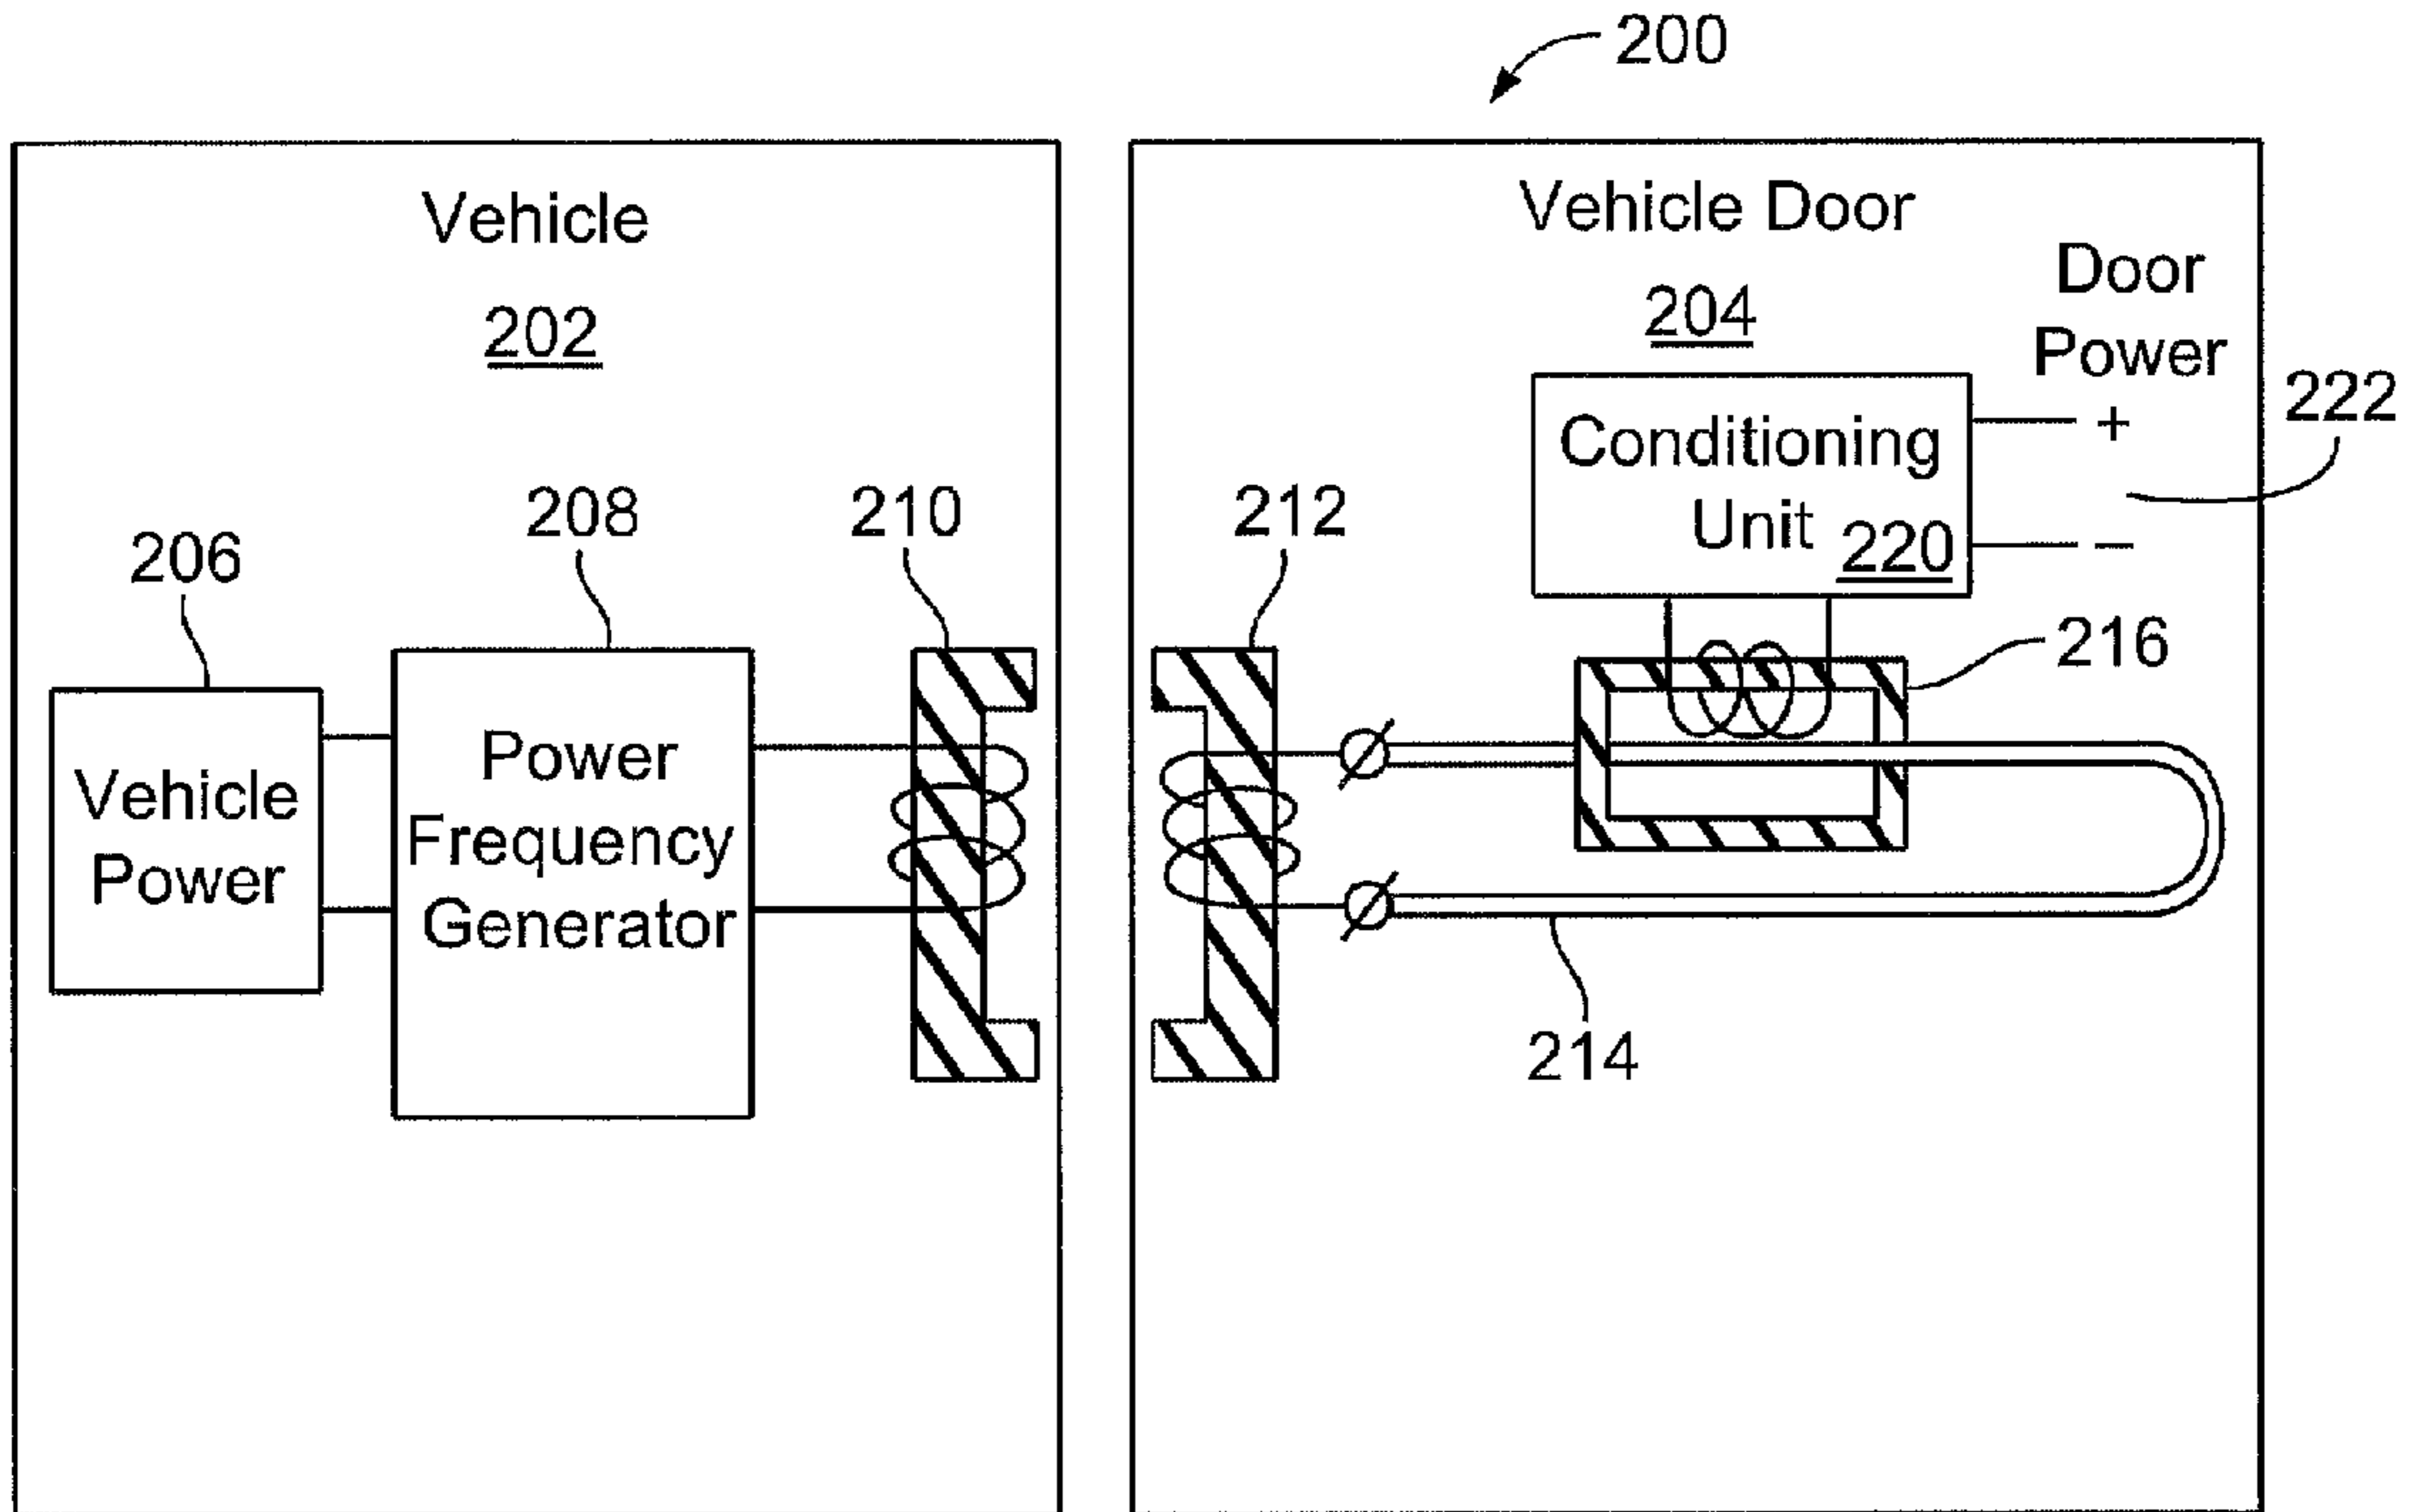 200
Vehicle
202
Vehicle Door
204
Door
Power
+
−
222
Conditioning
Unit 220
206
208
210
212
216
Vehicle
Power
Power
Frequency
Generator
214